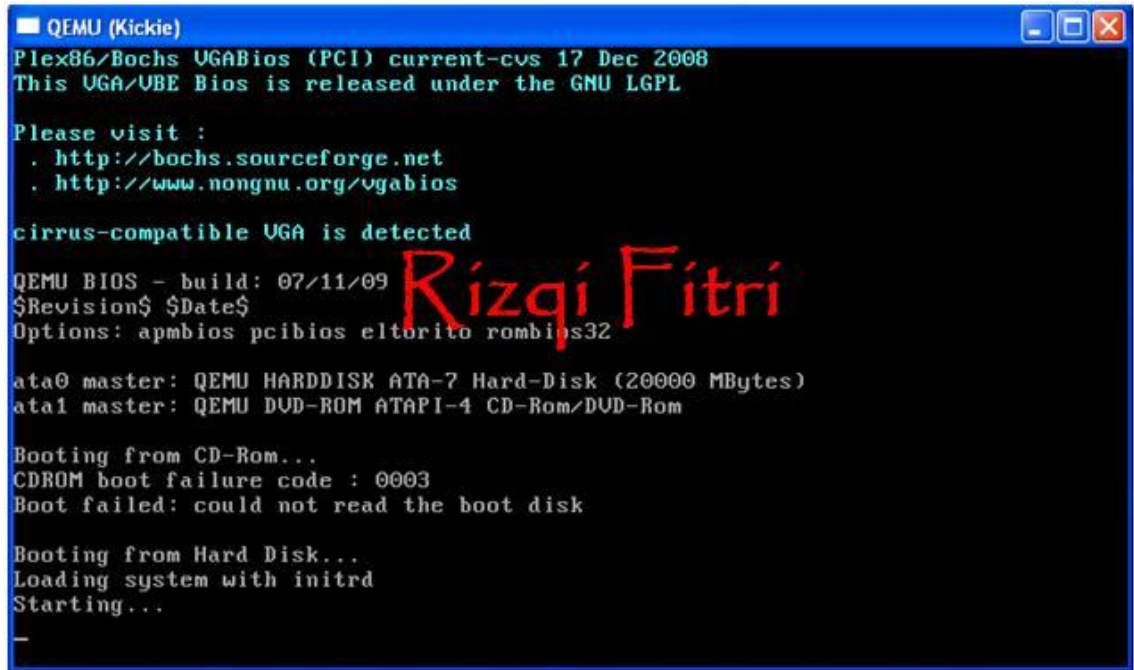 QEMU (Kickie)
Plex86/Bochs VGABios (PCI) current-cvs 17 Dec 2008
This VGA/VBE Bios is released under the GNU LGPL
Please visit :
. http://bochs.sourceforge.net
. http://www.nongnu.org/vgabios
cirrus-compatible VGA is detected
Rizqi Fitri
QEMU BIOS - build: 07/11/09
$Revision$ $Date$
Options: apmbios pcibios eltorito rombios32
ata0 master: QEMU HARDDISK ATA-7 Hard-Disk (20000 MBytes)
ata1 master: QEMU DVD-ROM ATAPI-4 CD-Rom/DVD-Rom
Booting from CD-Rom...
CDROM boot failure code : 0003
Boot failed: could not read the boot disk
Booting from Hard Disk...
Loading system with initrd
Starting...